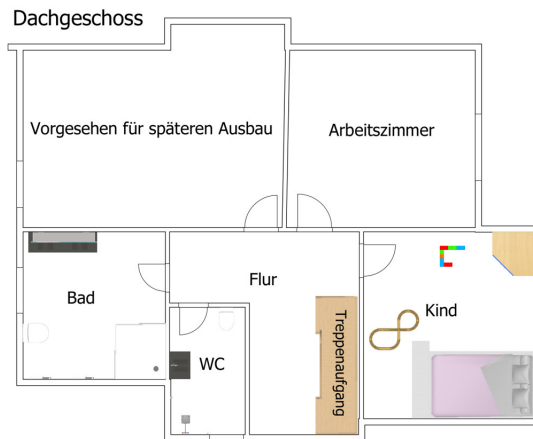 Dachgeschoss
Vorgesehen für späteren Ausbau
Arbeitszimmer
Bad
Flur
Kind
WC
Treppenaufgang